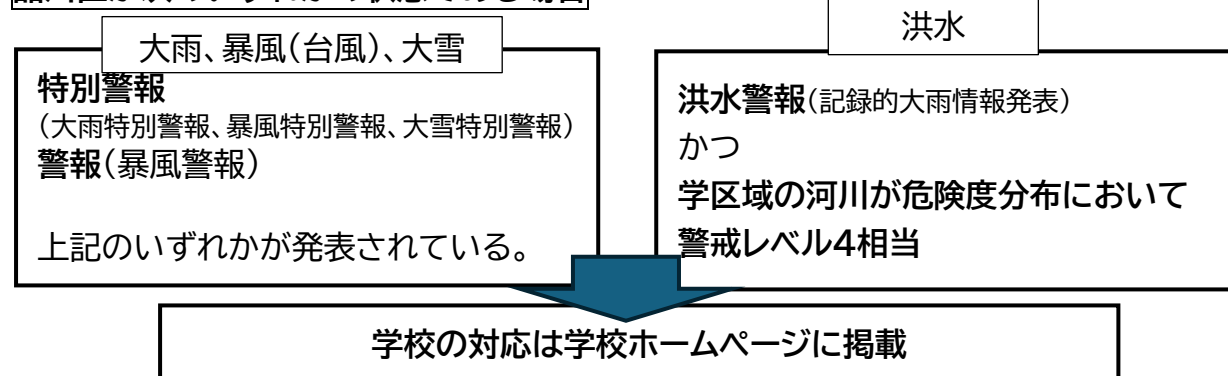 大雨、暴風(台風)、大雪
特別警報
(大雨特別警報、暴風特別警報、大雪特別警報)
警報(暴風警報)
上記のいずれかが発表されている。
洪水
洪水警報(記録的大雨情報発表)
かつ
学区域の河川が危険度分布において
警戒レベル4相当
学校の対応は学校ホームページに掲載